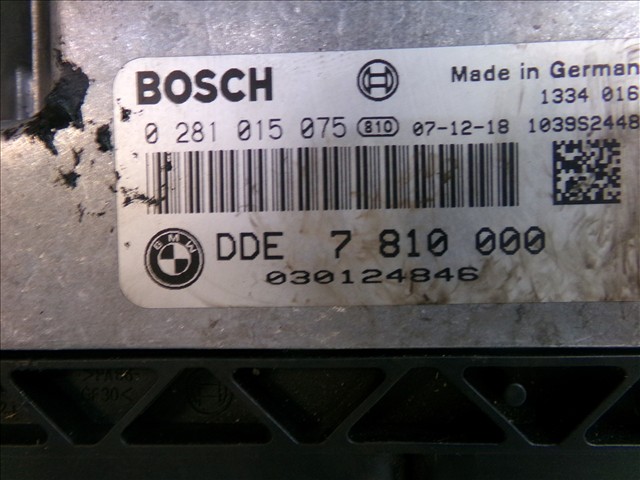 BOSCH
Made in German
1334 016
0 281 015 075 810 07-12-18 1039S2448
BMW
DDE 7 810 000
030124846